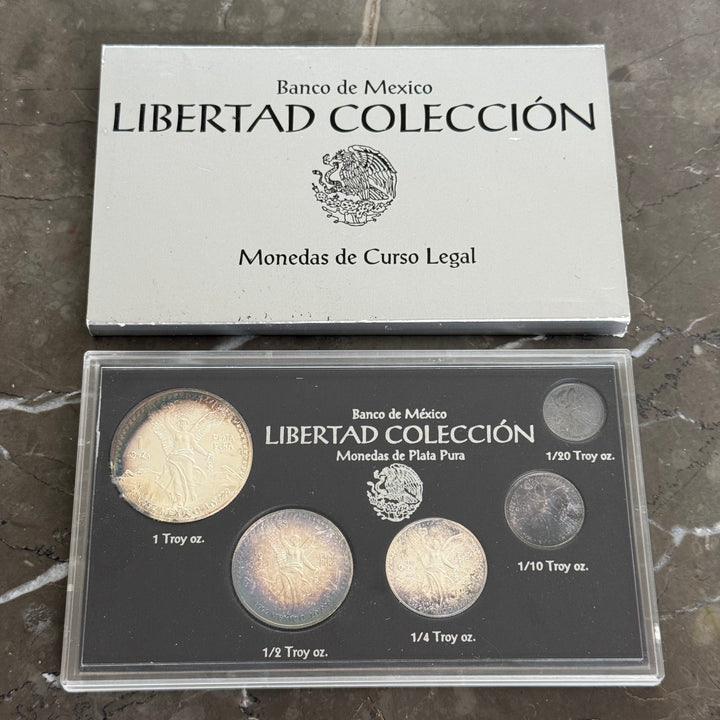 Banco de Mexico
LIBERTAD COLECCIÓN
Monedas de Curso Legal
Banco de México
LIBERTAD COLECCIÓN
Monedas de Plata Pura
1/20 Troy oz.
1/10 Troy oz.
1 Troy oz.
1/4 Troy oz.
1/2 Troy oz.